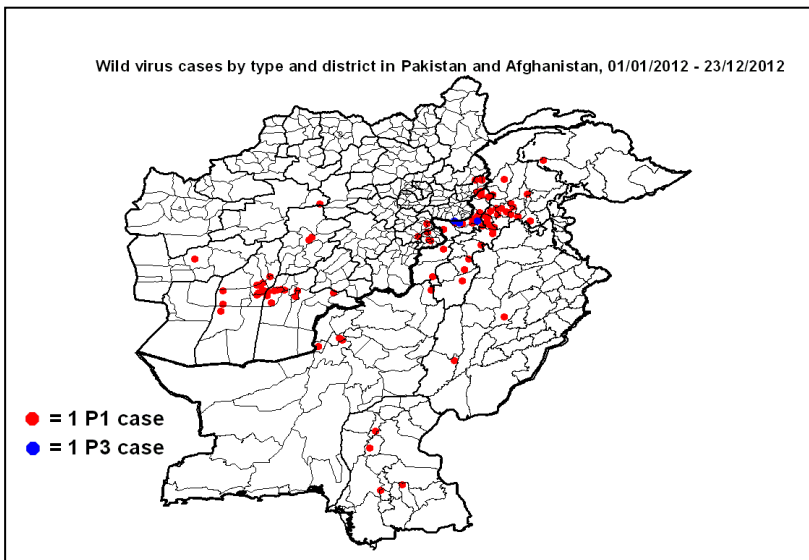 Wild virus cases by type and district in Pakistan and Afghanistan, 01/01/2012 - 23/12/2012
= 1 P1 case
= 1 P3 case